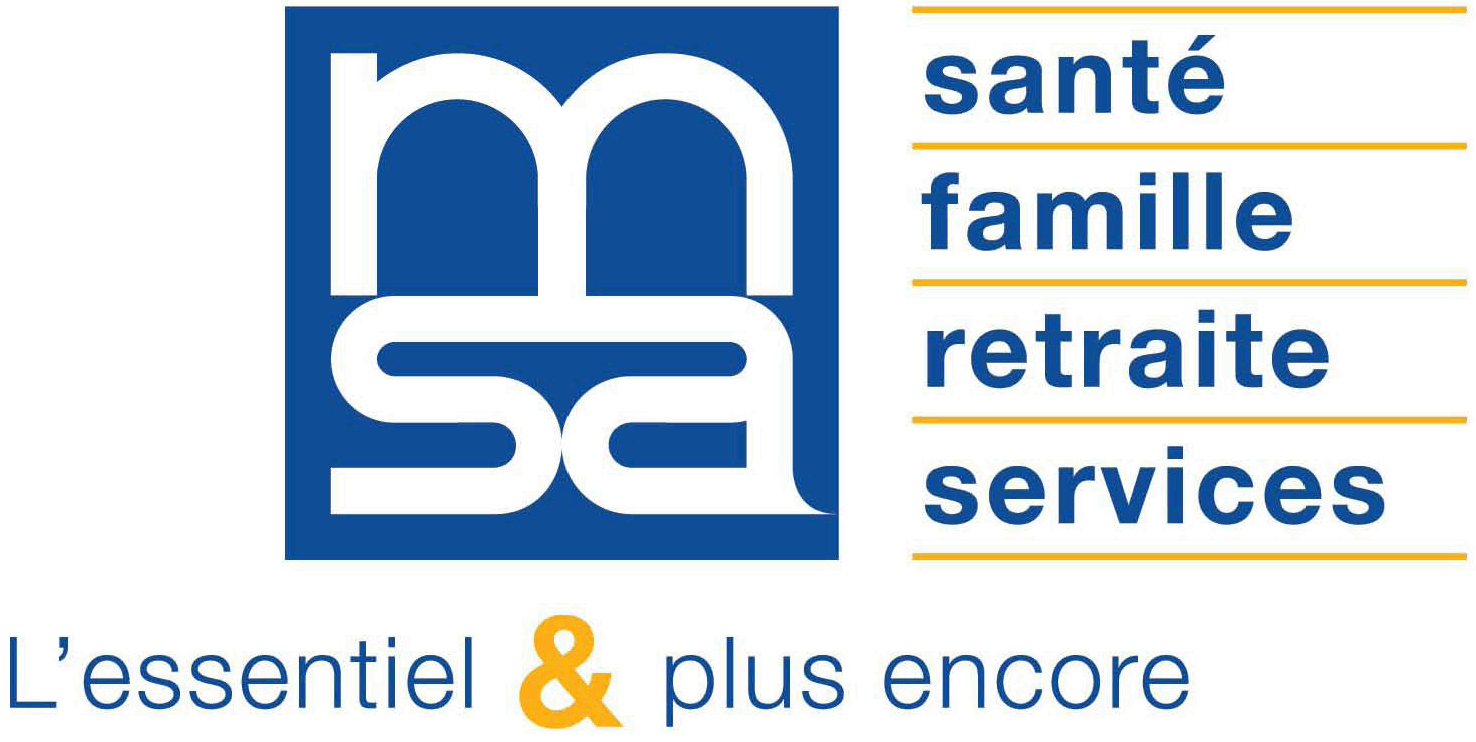 msa
santé
famille
retraite
services
L’essentiel & plus encore